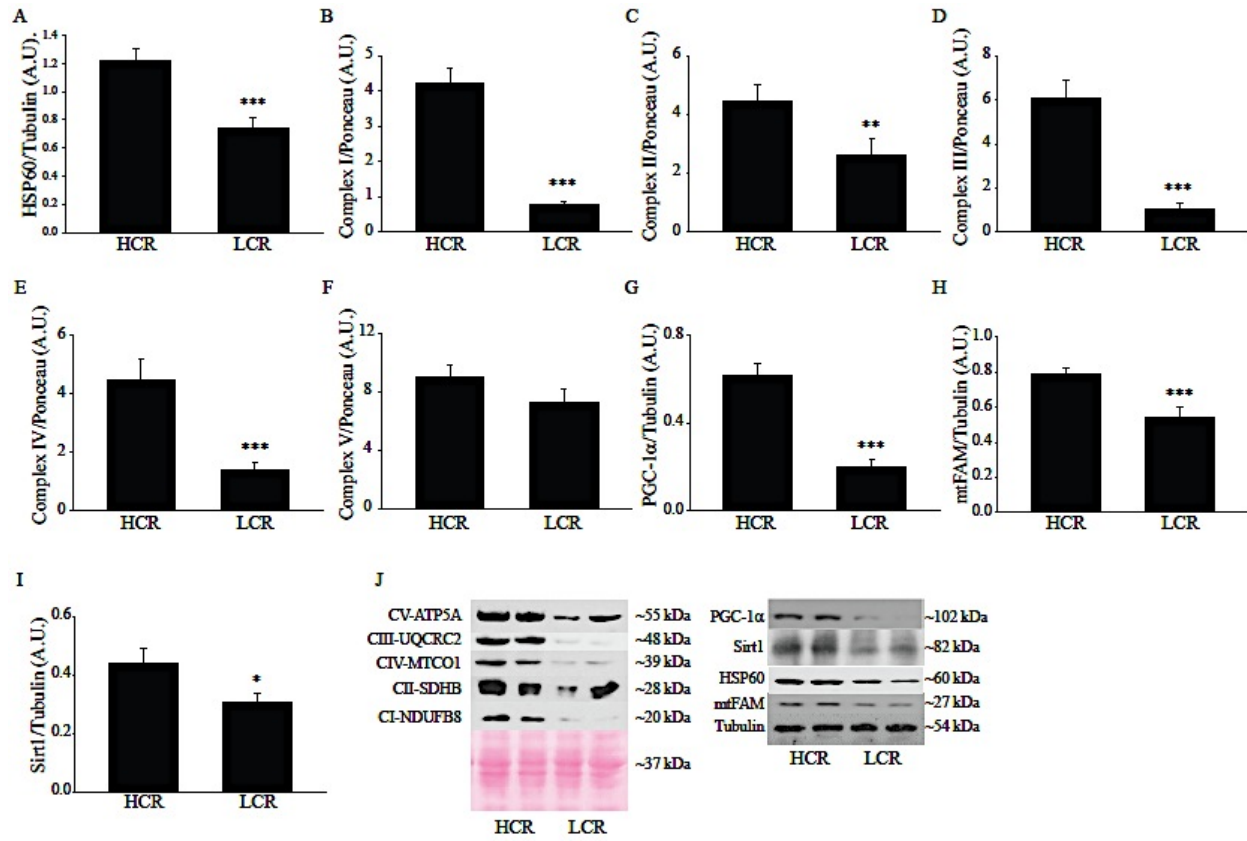 A
HSP60/Tubulin (A.U).
1.4
1.2
1.0
0.8
0.6
0.4
0.2
0.0
***
HCR LCR
B
Complex I/Ponceau (A.U.)
5
4
3
2
1
0
***
HCR LCR
C
Complex II/Ponceau (A.U.)
6
4
2
0
**
HCR LCR
D
Complex III/Ponceau (A.U.)
8
6
4
2
0
***
HCR LCR
E
Complex IV/Ponceau (A.U.)
6
4
2
0
***
HCR LCR
F
Complex V/Ponceau (A.U.)
12
9
6
3
0
HCR LCR
G
PGC-1α/Tubulin (A.U.)
0.8
0.4
0.0
***
HCR LCR
H
mtFAM/Tubulin (A.U.)
1.0
0.8
0.6
0.4
0.2
0.0
***
HCR LCR
I
Sirt1/Tubulin (A.U.)
0.6
0.4
0.2
0.0
*
HCR LCR
J
CV-ATP5A ~55 kDa
CIII-UQCRC2 ~48 kDa
CIV-MTCO1 ~39 kDa
CII-SDHB ~28 kDa
CI-NDUFB8 ~20 kDa
~37 kDa
HCR LCR
PGC-1α ~102 kDa
Sirt1 ~82 kDa
HSP60 ~60 kDa
mtFAM ~27 kDa
Tubulin ~54 kDa
HCR LCR